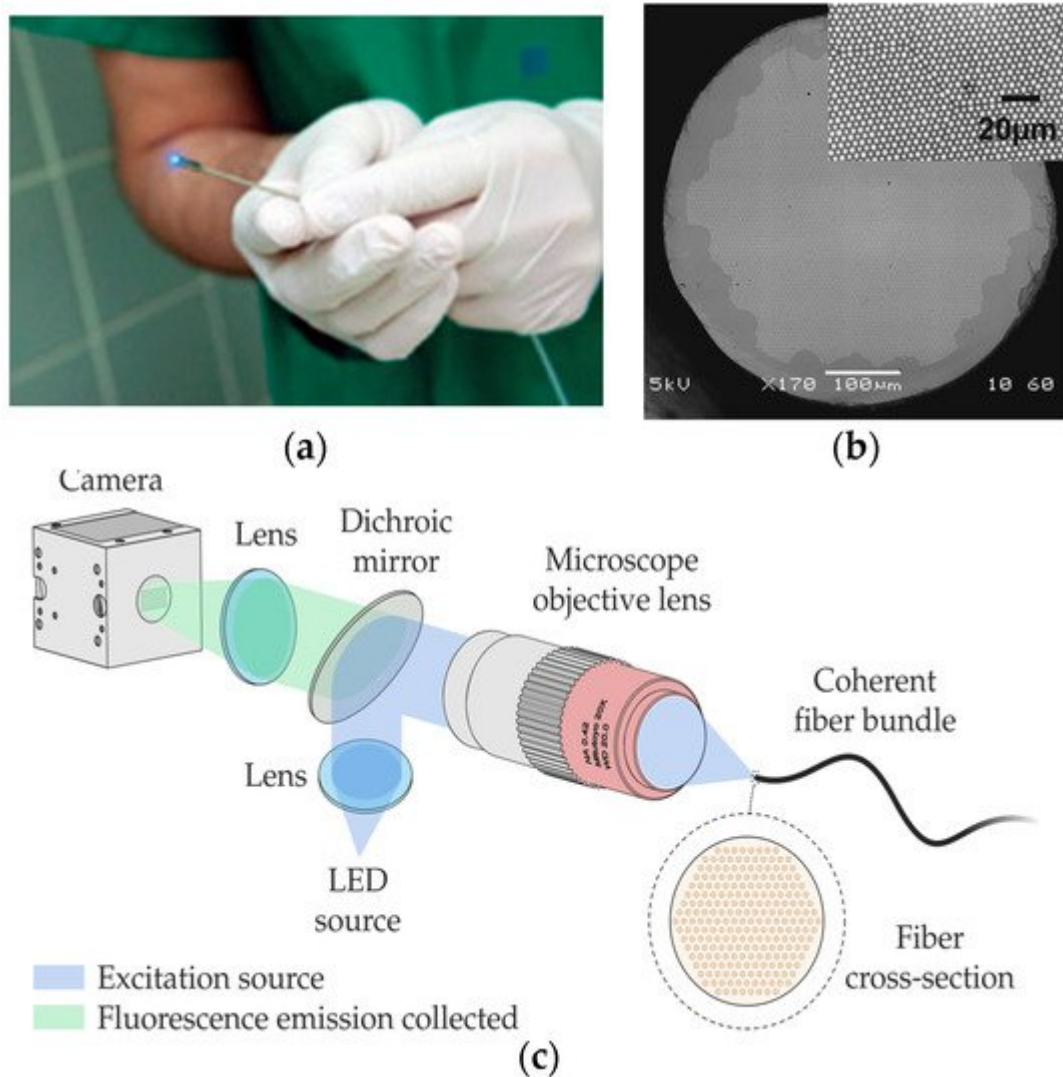 20µm
5kV X170 100µm 10 60
(a)
(b)
Camera
Lens
Dichroic
mirror
Microscope
objective lens
Coherent
fiber bundle
Lens
LED
source
Fiber
cross-section
Excitation source
Fluorescence emission collected
(c)